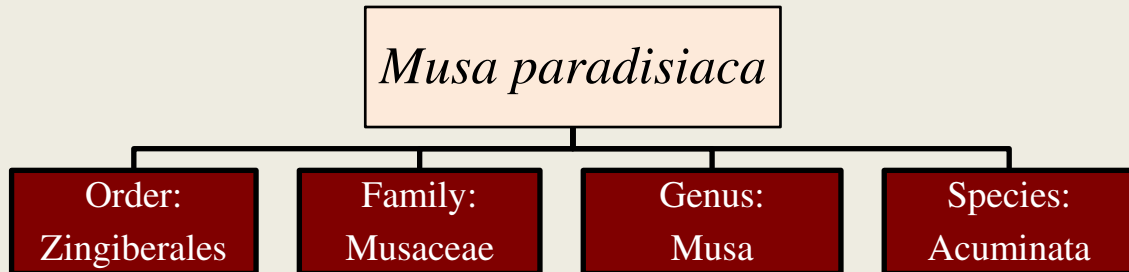 Musa paradisiaca
Order:
Zingiberales
Family:
Musaceae
Genus:
Musa
Species:
Acuminata